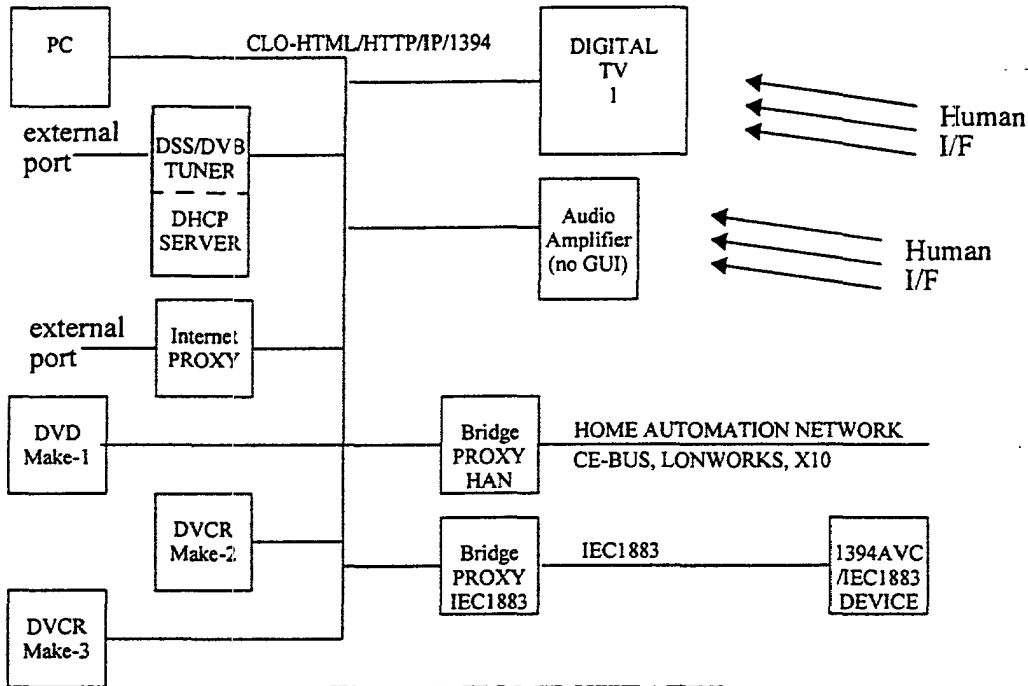 PC
CLO-HTML/HTTP/IP/1394
DIGITAL
TV
1
Human
I/F
external
port
DSS/DVB
TUNER
DHCP
SERVER
Audio
Amplifier
(no GUI)
Human
I/F
external
port
Internet
PROXY
DVD
Make-1
Bridge
PROXY
HAN
HOME AUTOMATION NETWORK
CE-BUS, LONWORKS, X10
DVCR
Make-2
Bridge
PROXY
IEC1883
IEC1883
1394AVC
/IEC1883
DEVICE
DVCR
Make-3